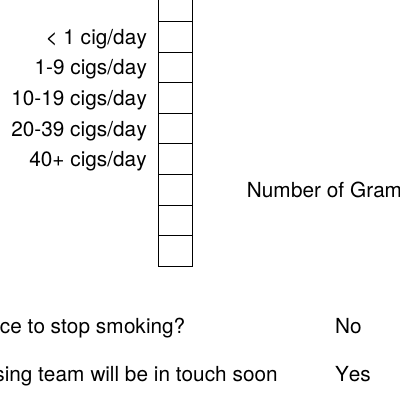 < 1 cig/day
1-9 cigs/day
10-19 cigs/day
20-39 cigs/day
40+ cigs/day
Number of Gram
ce to stop smoking? No
sing team will be in touch soon Yes